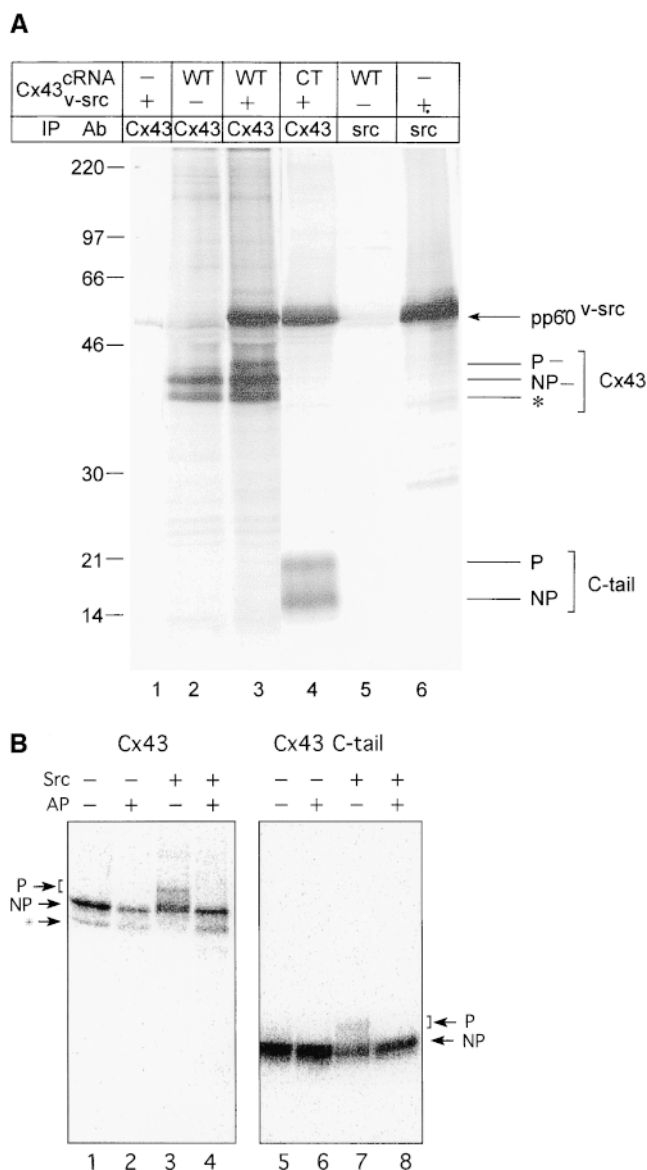 A
Cx43 cRNA – WT WT CT WT –
v-src + – + + – +
IP Ab Cx43 Cx43 Cx43 Cx43 src src
220
97
66
46
30
21
14
pp60 v-src
P
NP
*
Cx43
P
NP
C-tail
1 2 3 4 5 6
B
Cx43 Cx43 C-tail
Src – – + + – – + +
AP – + – + – + – +
P
NP
*
P
NP
1 2 3 4 5 6 7 8